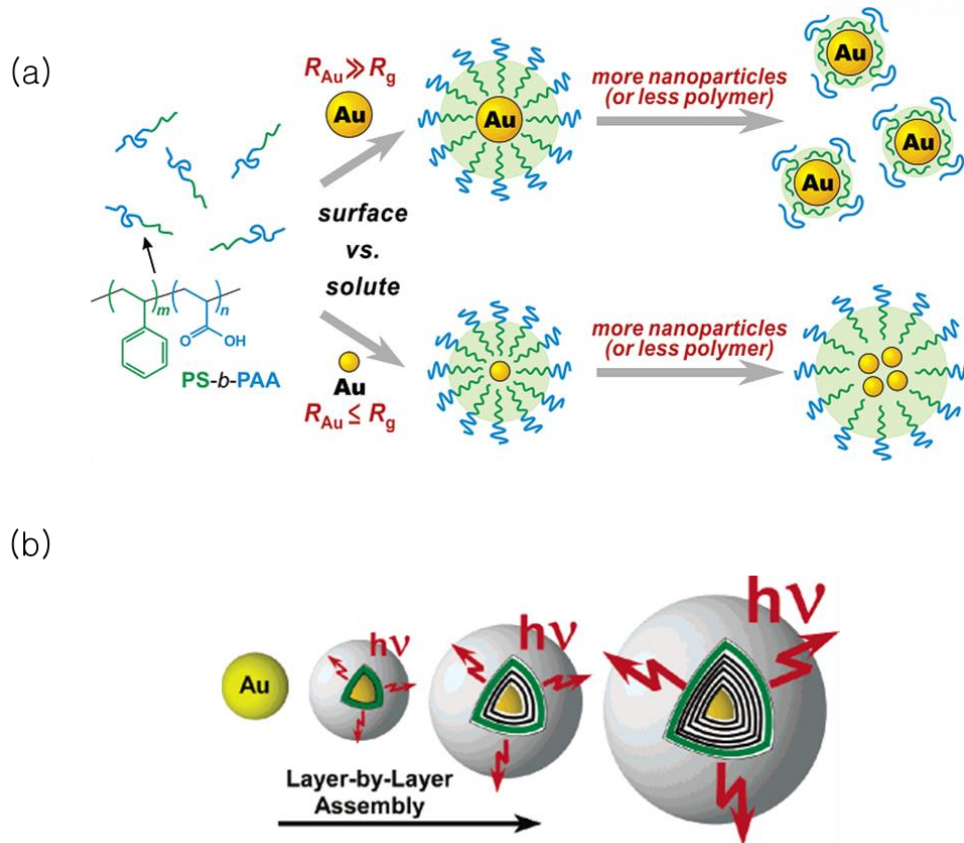 (a)
R_Au ≫ R_g
Au
Au
more nanoparticles
(or less polymer)
Au
Au
Au
surface
vs.
solute
m
n
O
OH
PS-b-PAA
Au
R_Au ≤ R_g
more nanoparticles
(or less polymer)
(b)
Au
hν
hν
hν
Layer-by-Layer
Assembly